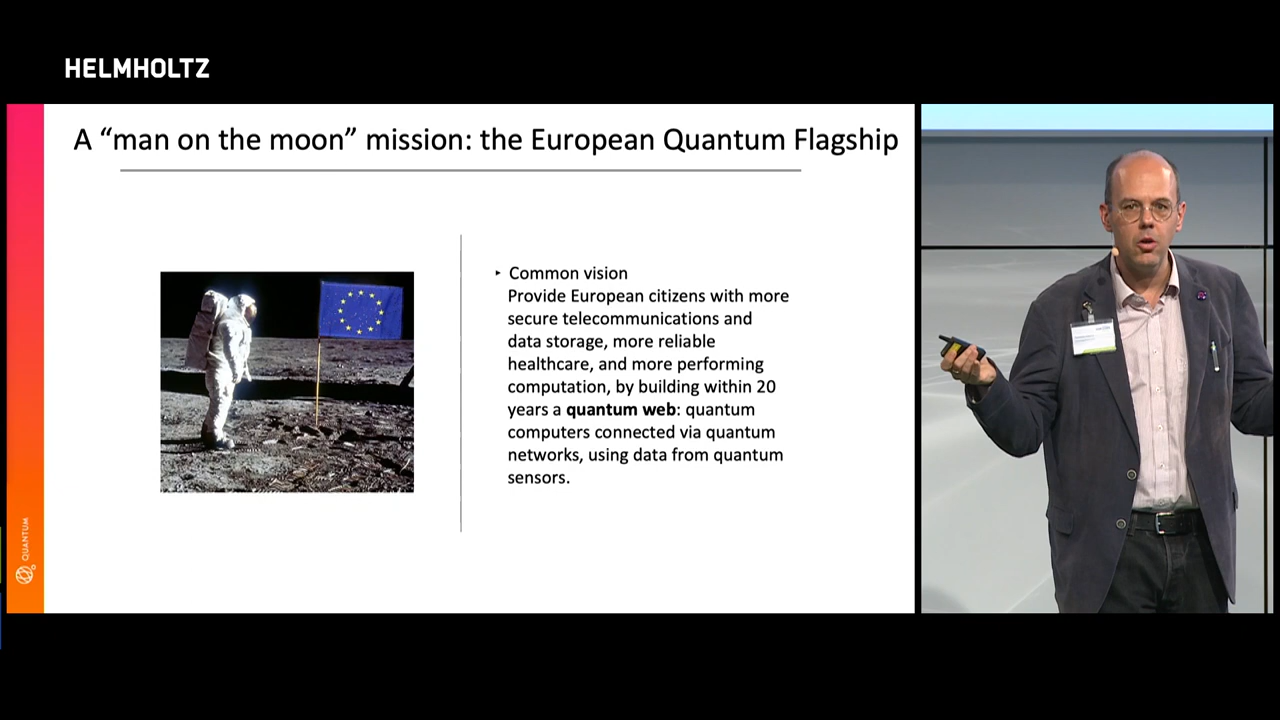 HELMHOLTZ
A “man on the moon” mission: the European Quantum Flagship
‣ Common vision
Provide European citizens with more
secure telecommunications and
data storage, more reliable
healthcare, and more performing
computation, by building within 20
years a quantum web: quantum
computers connected via quantum
networks, using data from quantum
sensors.
QUANTUM